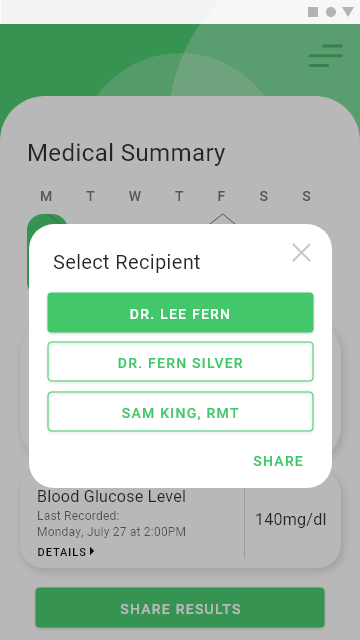 Medical Summary
M T W T F S S
Select Recipient
DR. LEE FERN
DR. FERN SILVER
SAM KING, RMT
SHARE
Blood Glucose Level
Last Recorded:
Monday, July 27 at 2:00PM
140mg/dl
DETAILS
SHARE RESULTS